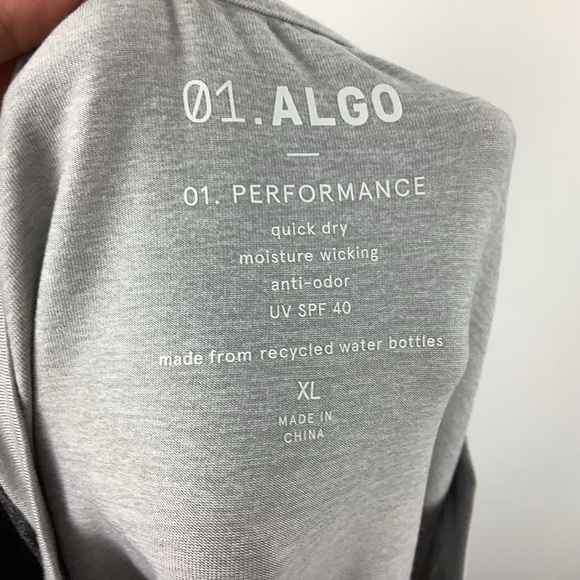 01.ALGO
01. PERFORMANCE
quick dry
moisture wicking
anti-odor
UV SPF 40
made from recycled water bottles
XL
MADE IN
CHINA